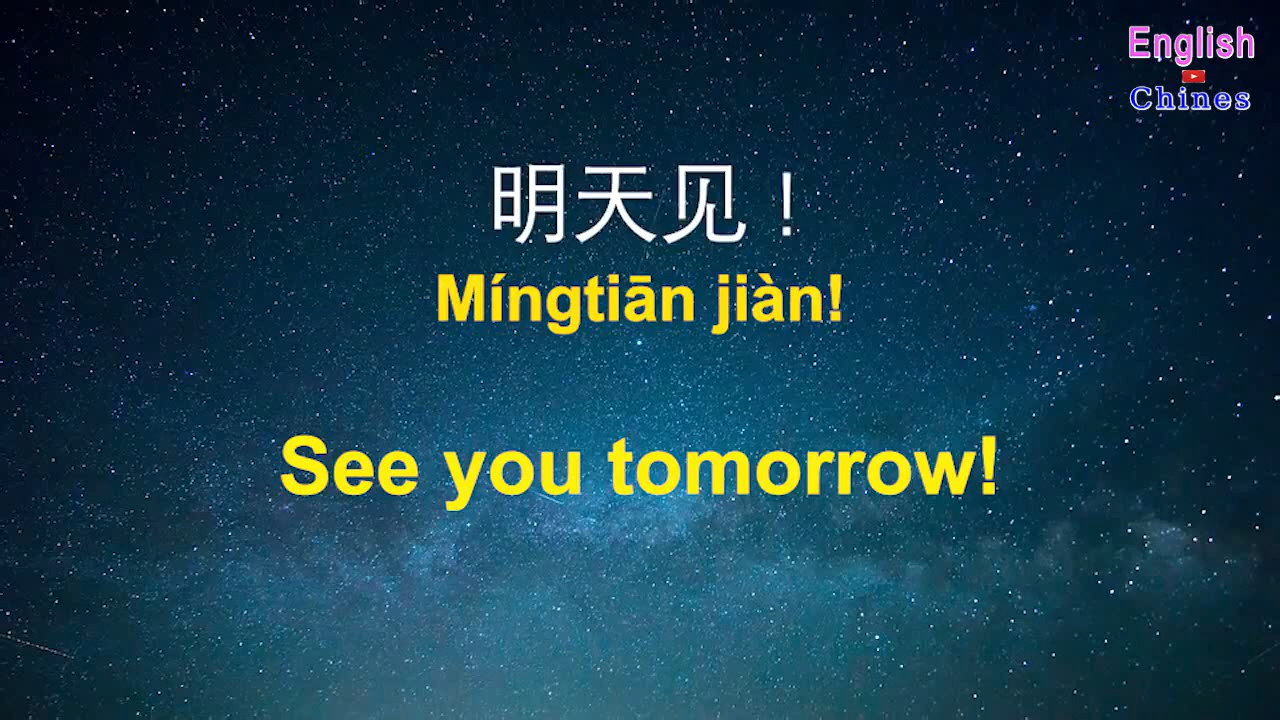 English
Chines
明天见！
Míngtiān jiàn!
See you tomorrow!